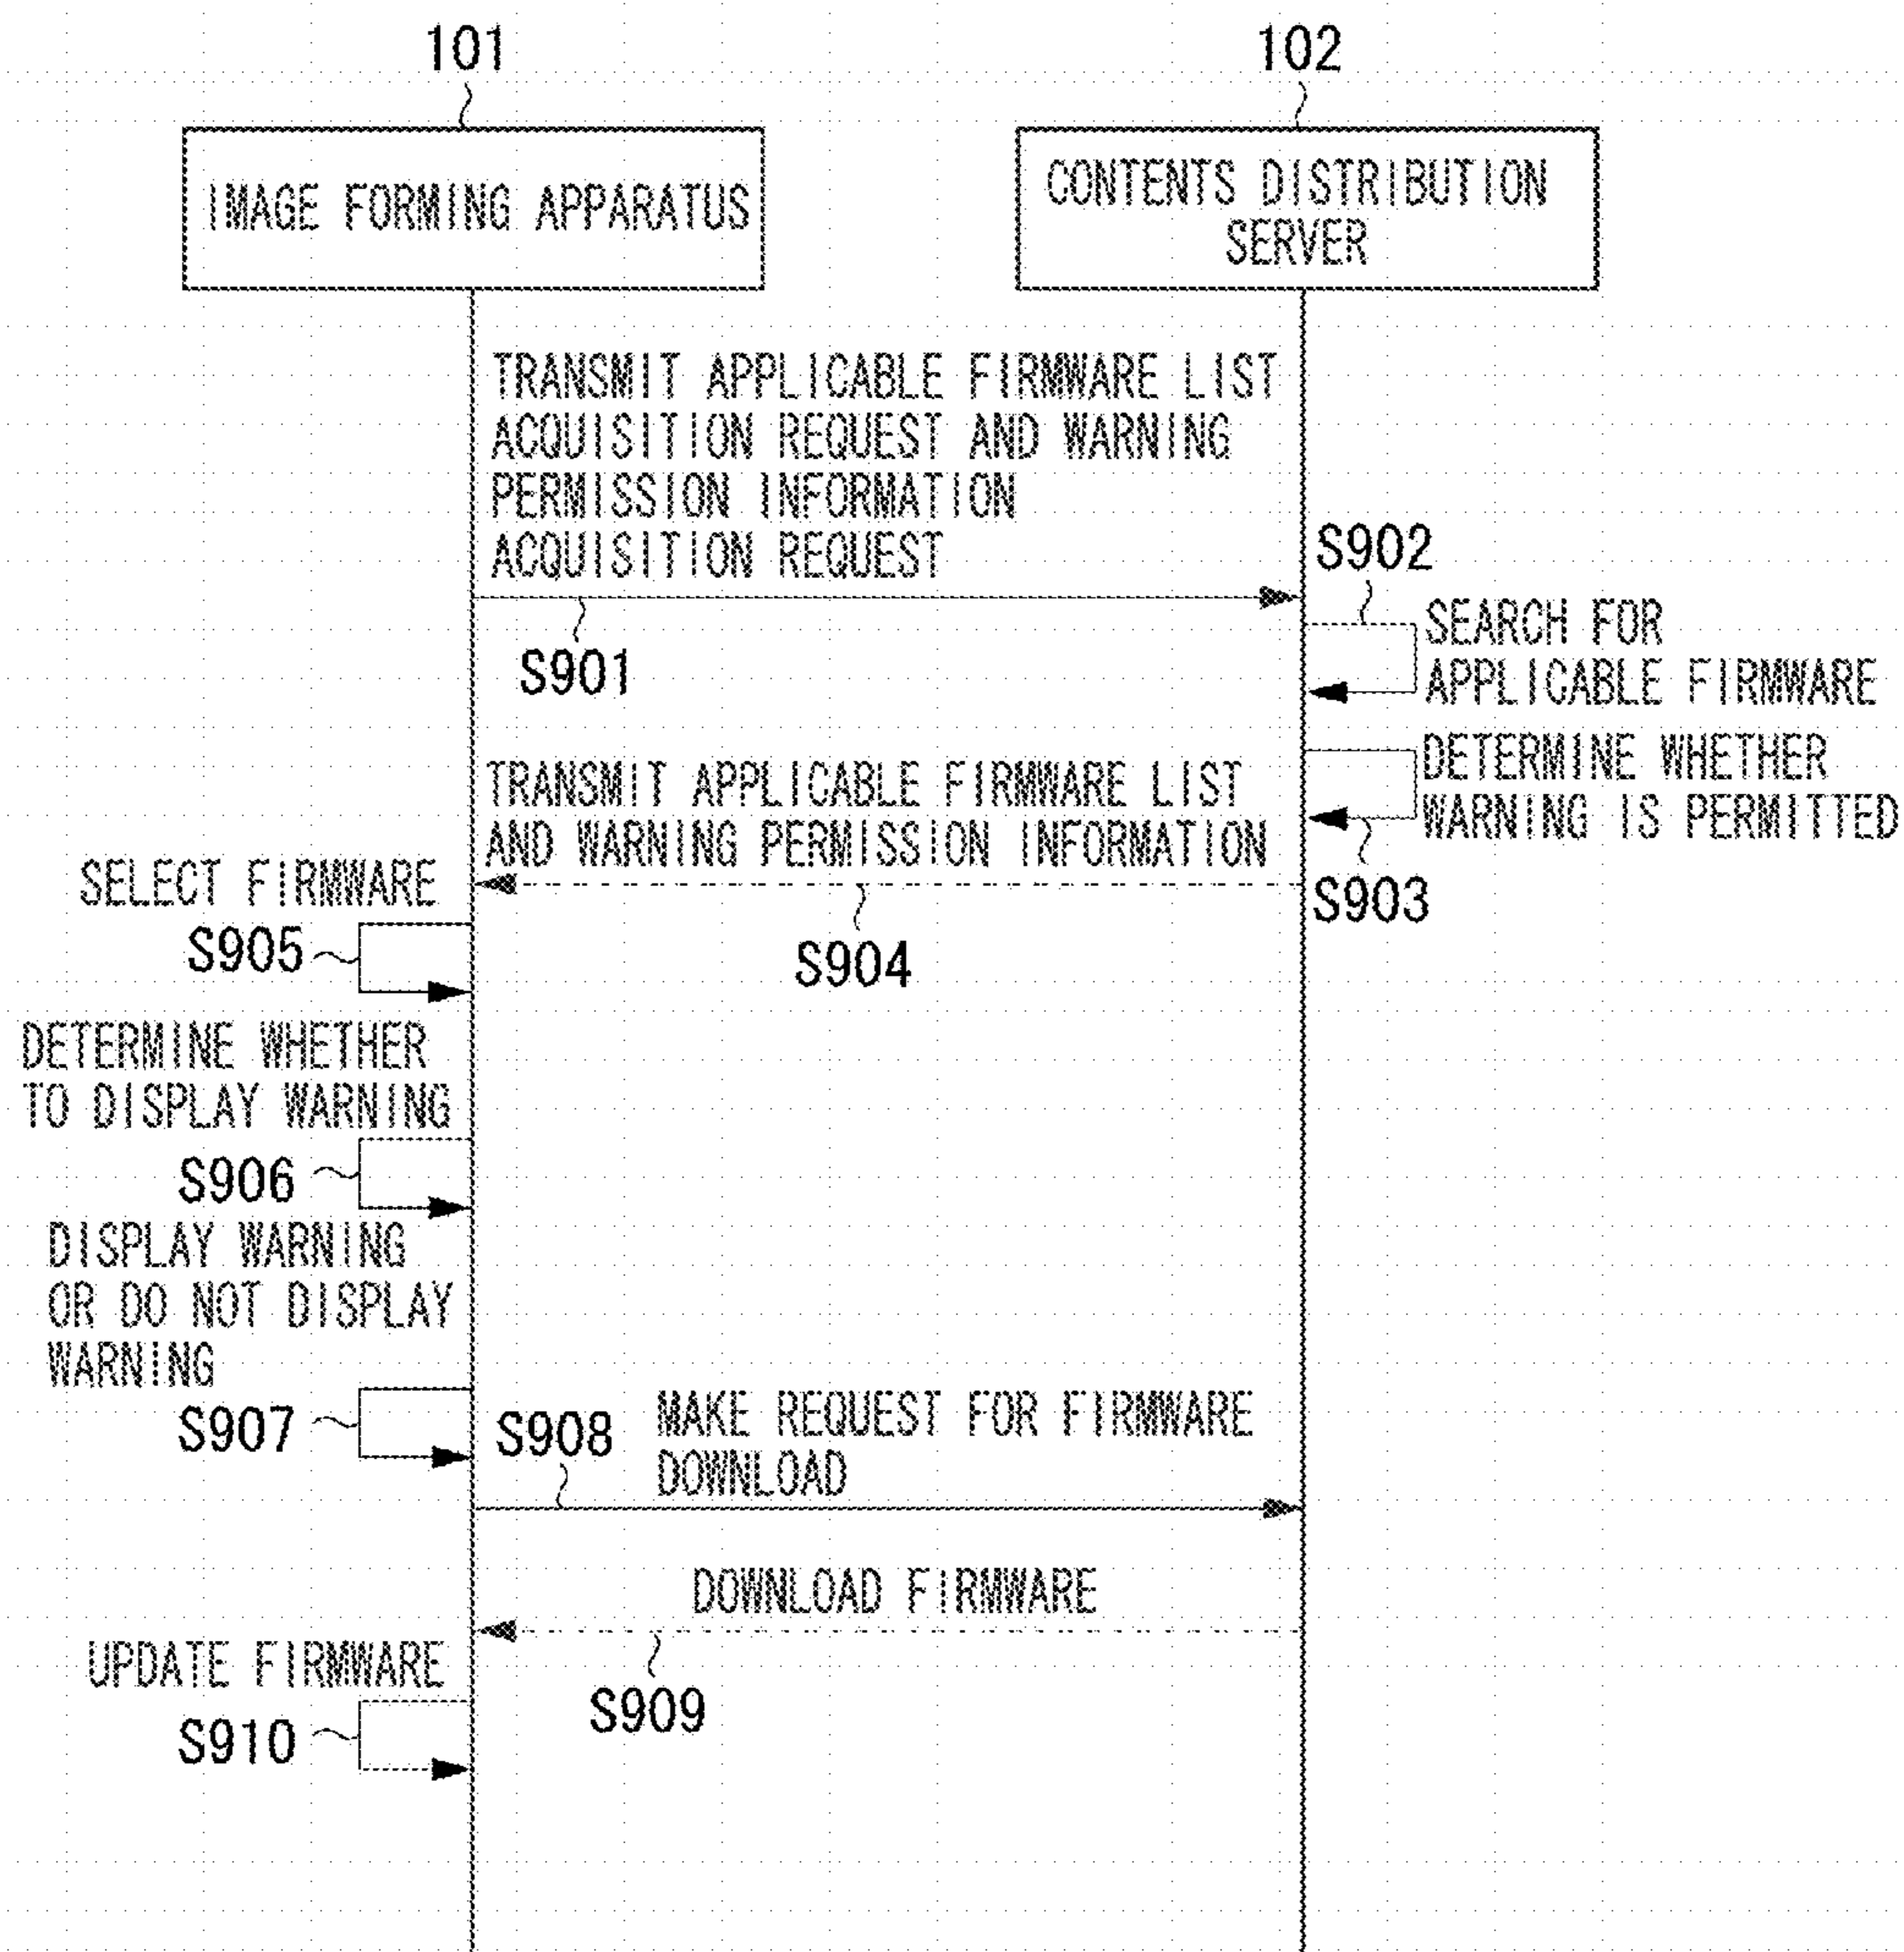 101
102
IMAGE FORMING APPARATUS
CONTENTS DISTRIBUTION
SERVER
TRANSMIT APPLICABLE FIRMWARE LIST
ACQUISITION REQUEST AND WARNING
PERMISSION INFORMATION
ACQUISITION REQUEST
S901
S902
SEARCH FOR
APPLICABLE FIRMWARE
DETERMINE WHETHER
WARNING IS PERMITTED
S903
TRANSMIT APPLICABLE FIRMWARE LIST
AND WARNING PERMISSION INFORMATION
S904
SELECT FIRMWARE
S905
DETERMINE WHETHER
TO DISPLAY WARNING
S906
DISPLAY WARNING
OR DO NOT DISPLAY
WARNING
S907
S908
MAKE REQUEST FOR FIRMWARE
DOWNLOAD
DOWNLOAD FIRMWARE
S909
UPDATE FIRMWARE
S910